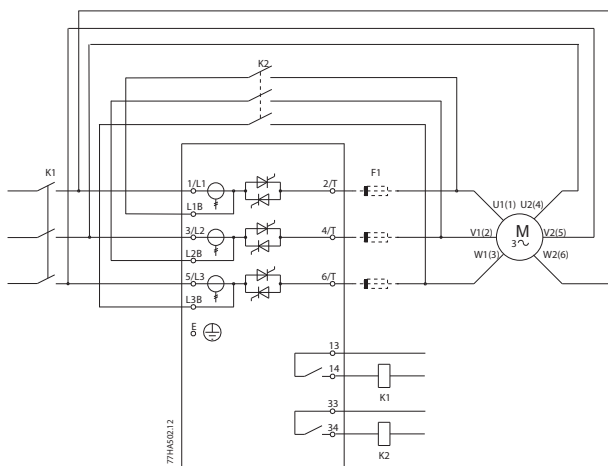 K2
K1
F1
1/L1
2/T
L1B
U1(1) U2(4)
3/L2
4/T
V1(2)
M
3~
V2(5)
L2B
W1(3)
W2(6)
5/L3
6/T
L3B
E
13
14
K1
33
34
K2
77HA502.12